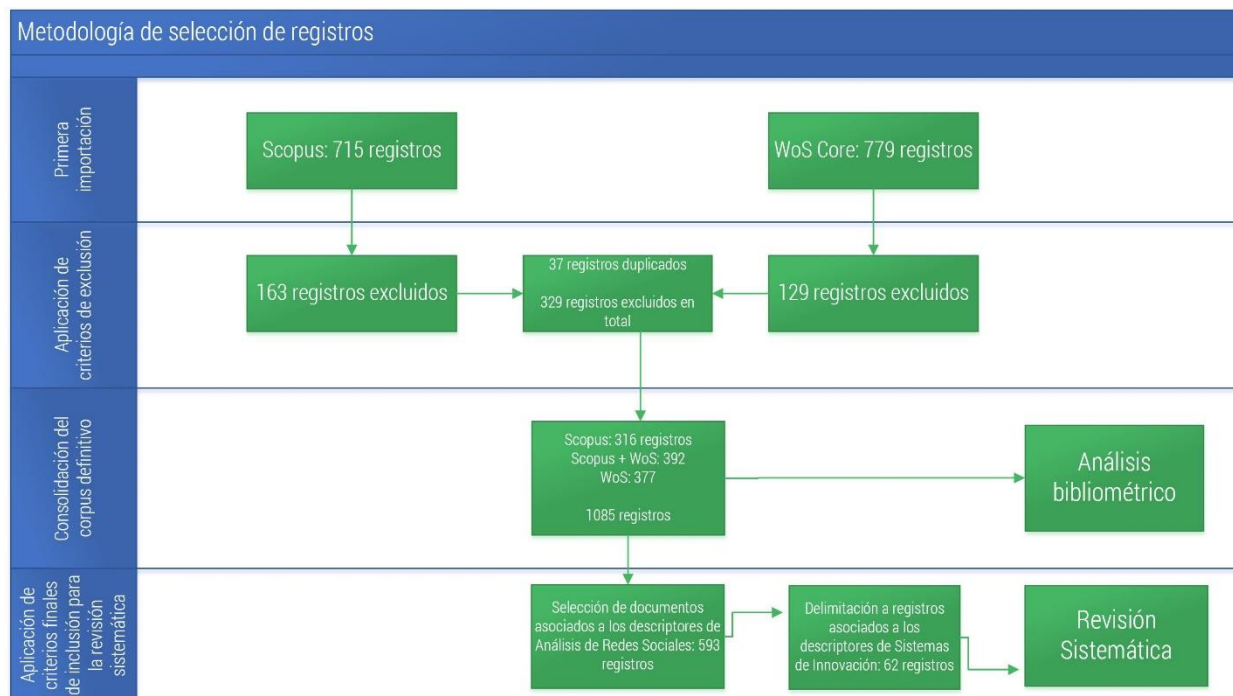 Metodología de selección de registros
Primera
importación
Scopus: 715 registros
WoS Core: 779 registros
Aplicación de
criterios de exclusión
163 registros excluidos
37 registros duplicados
329 registros excluidos en
total
129 registros excluidos
Consolidación del
corpus definitivo
Scopus: 316 registros
Scopus + WoS: 392
WoS: 377
1085 registros
Análisis
bibliométrico
Aplicación de
criterios finales
de inclusión para
la revisión
sistemática
Selección de documentos
asociados a los descriptores de
Análisis de Redes Sociales: 593
registros
Delimitación a registros
asociados a los
descriptores de Sistemas
de Innovación: 62 registros
Revisión
Sistemática